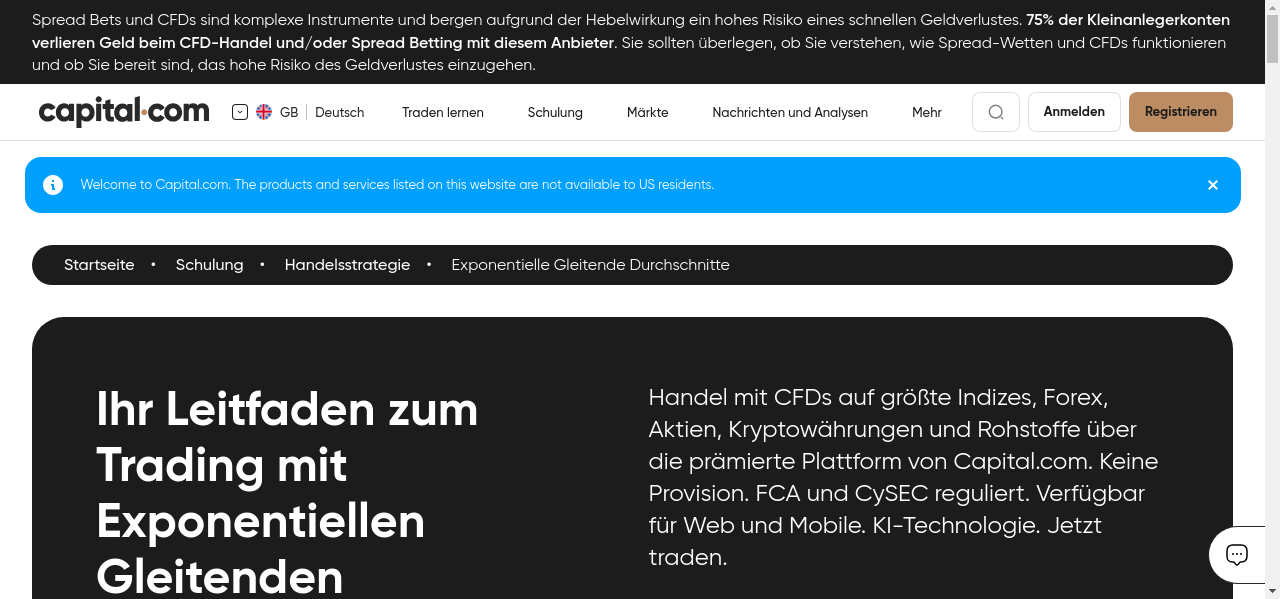 Spread Bets und CFDs sind komplexe Instrumente und bergen aufgrund der Hebelwirkung ein hohes Risiko eines schnellen Geldverlustes. 75% der Kleinanlegerkonten
verlieren Geld beim CFD-Handel und/oder Spread Betting mit diesem Anbieter. Sie sollten überlegen, ob Sie verstehen, wie Spread-Wetten und CFDs funktionieren
und ob Sie bereit sind, das hohe Risiko des Geldverlustes einzugehen.
capital.com GB Deutsch Traden lernen Schulung Märkte Nachrichten und Analysen Mehr Anmelden Registrieren
Welcome to Capital.com. The products and services listed on this website are not available to US residents.
Startseite • Schulung • Handelsstrategie • Exponentielle Gleitende Durchschnitte
Ihr Leitfaden zum
Trading mit
Exponentiellen
Gleitenden
Handel mit CFDs auf größte Indizes, Forex,
Aktien, Kryptowährungen und Rohstoffe über
die prämierte Plattform von Capital.com. Keine
Provision. FCA und CySEC reguliert. Verfügbar
für Web und Mobile. KI-Technologie. Jetzt
traden.